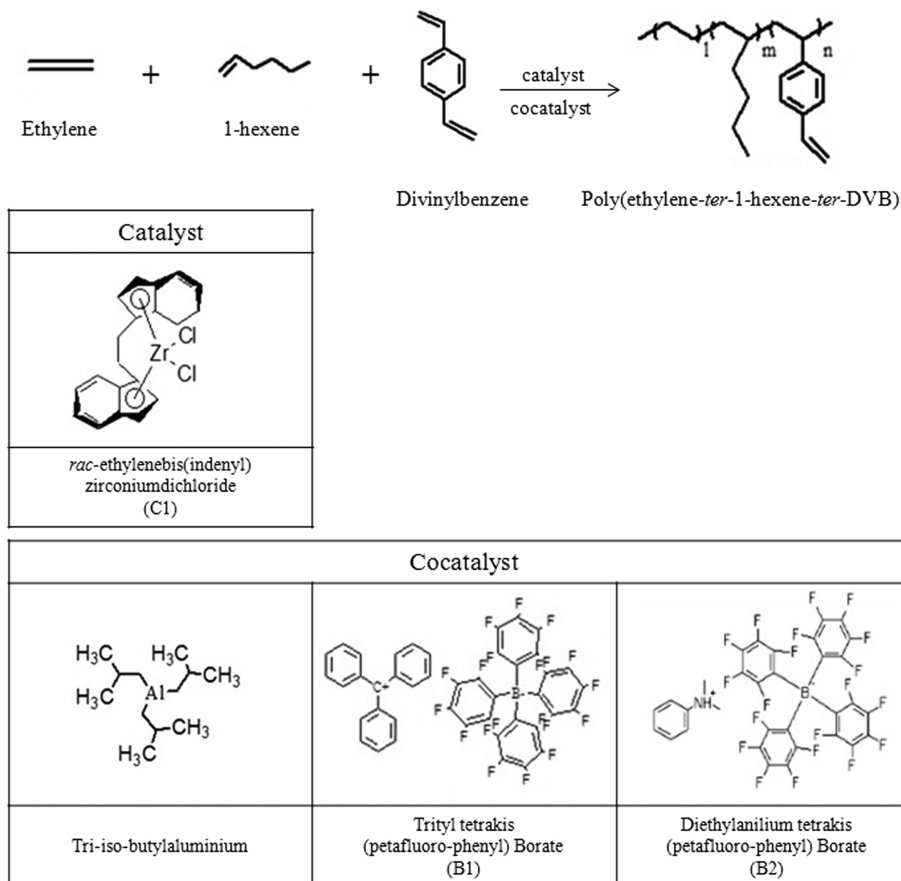 catalyst
cocatalyst
l m n
Ethylene
1-hexene
Divinylbenzene
Poly(ethylene-ter-1-hexene-ter-DVB)
Catalyst
Cl
Zr
Cl
rac-ethylenebis(indenyl)
zirconiumdichloride
(C1)
Cocatalyst
H3C
CH3
H3C
CH3
Al
H3C
CH3
C+
F F F
F F F F
F F F F
B-
F F F F
F F F F
F F F
F F F F F
F F F F F
B-
NH
+
F F F F F
F F F F F
Tri-iso-butylaluminium
Trityl tetrakis
(petafluoro-phenyl) Borate
(B1)
Diethylanilium tetrakis
(petafluoro-phenyl) Borate
(B2)